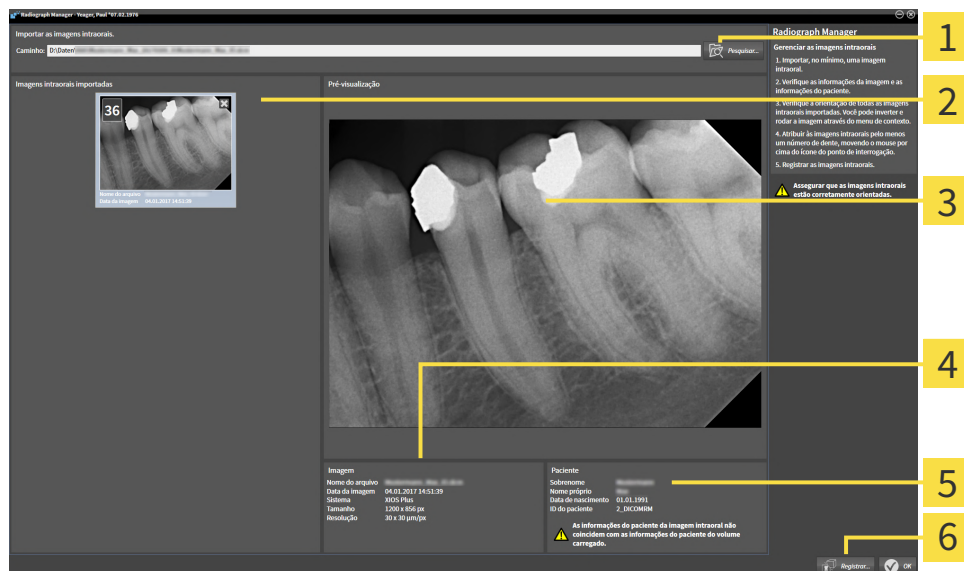 Radiograph Manager - Yeager, Paul *07.02.1976
Importar as imagens intraorais.
Caminho: D:\Daten\
Pesquisar...
Imagens intraorais importadas
36
Nome do arquivo
Data da imagem 04.01.2017 14:51:39
Pré-visualização
Imagem
Nome do arquivo
Data da imagem 04.01.2017 14:51:39
Sistema XIOS Plus
Tamanho 1200 x 856 px
Resolução 30 x 30 µm/px
Paciente
Sobrenome
Nome próprio
Data de nascimento 01.01.1991
ID do paciente 2_DICOMRM
As informações do paciente da imagem intraoral não
coincidem com as informações do paciente do volume
carregado.
Radiograph Manager
Gerenciar as imagens intraorais
1. Importar, no mínimo, uma imagem
intraoral.
2. Verifique as informações da imagem e as
informações do paciente.
3. Verifique a orientação de todas as imagens
intraorais importadas. Você pode inverter e
rodar a imagem através do menu de contexto.
4. Atribuir às imagens intraorais pelo menos
um número de dente, movendo o mouse por
cima do ícone do ponto de interrogação.
5. Registrar as imagens intraorais.
Assegurar que as imagens intraorais
estão corretamente orientadas.
Registrar...
OK
1
2
3
4
5
6